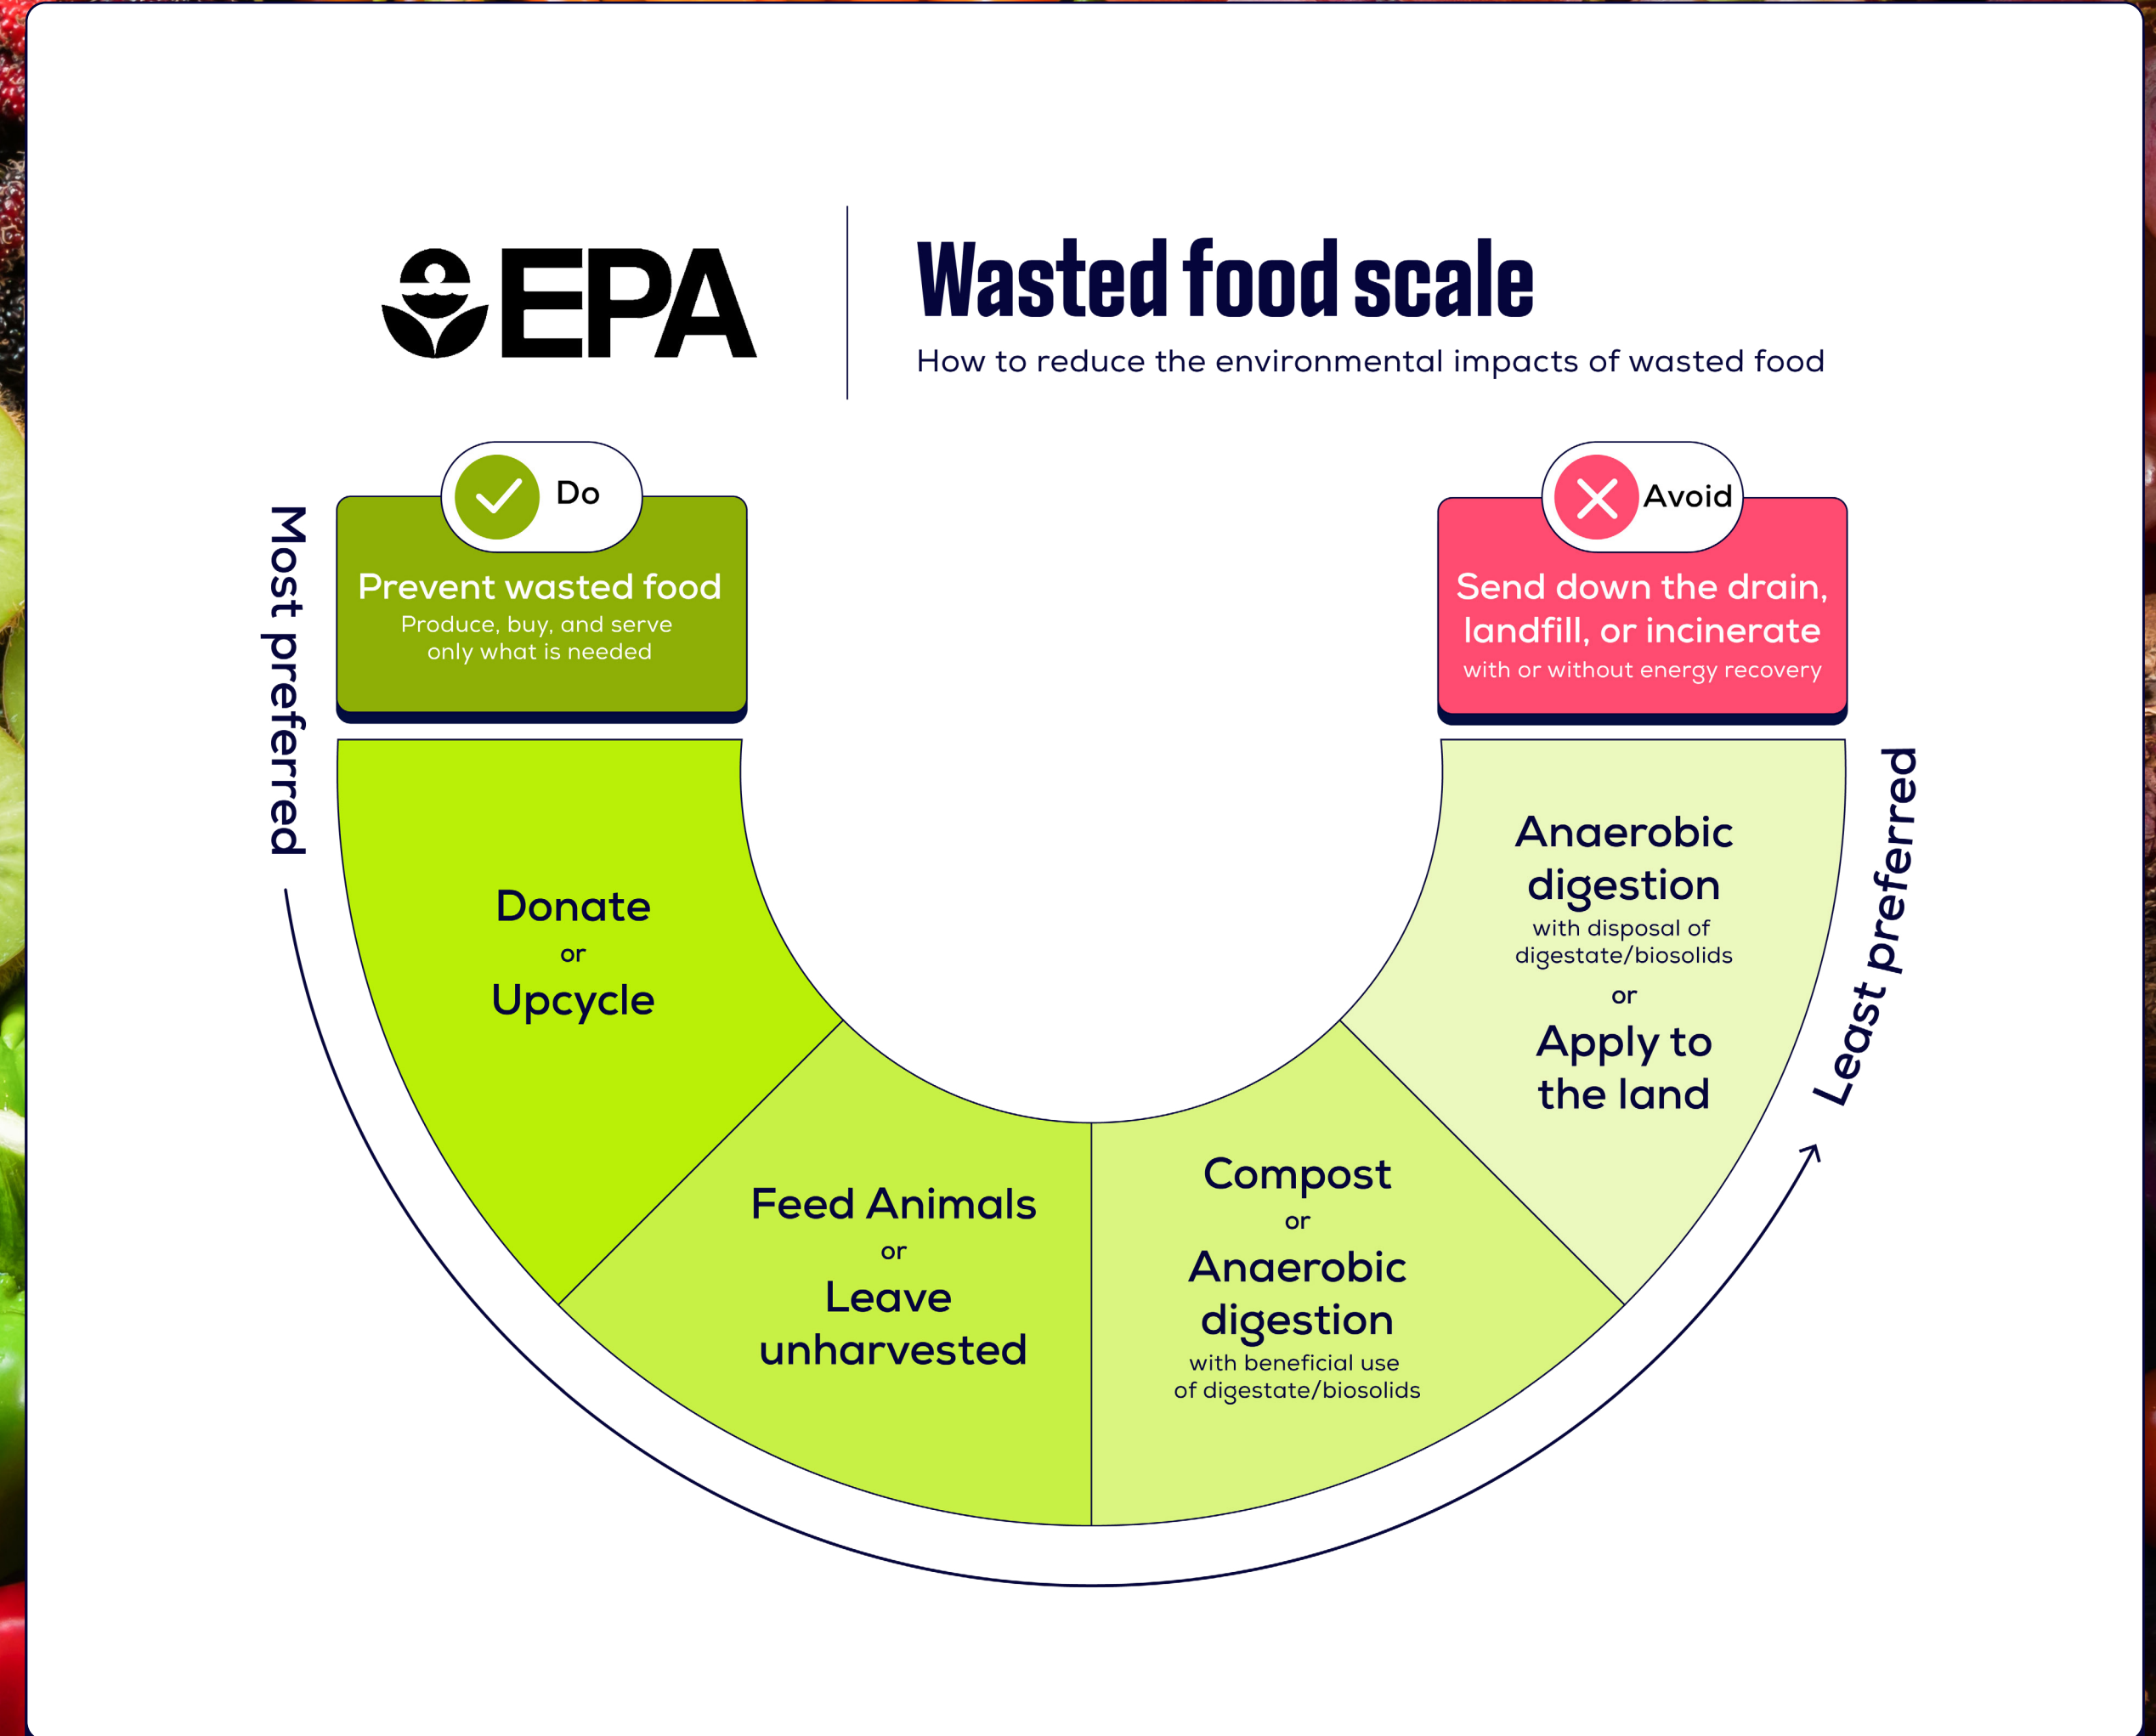 EPA
Wasted food scale
How to reduce the environmental impacts of wasted food
Do
Prevent wasted food
Produce, buy, and serve
only what is needed
Avoid
Send down the drain,
landfill, or incinerate
with or without energy recovery
Most preferred
Donate
or
Upcycle
Feed Animals
or
Leave
unharvested
Compost
or
Anaerobic
digestion
with beneficial use
of digestate/biosolids
Anaerobic
digestion
with disposal of
digestate/biosolids
or
Apply to
the land
Least preferred